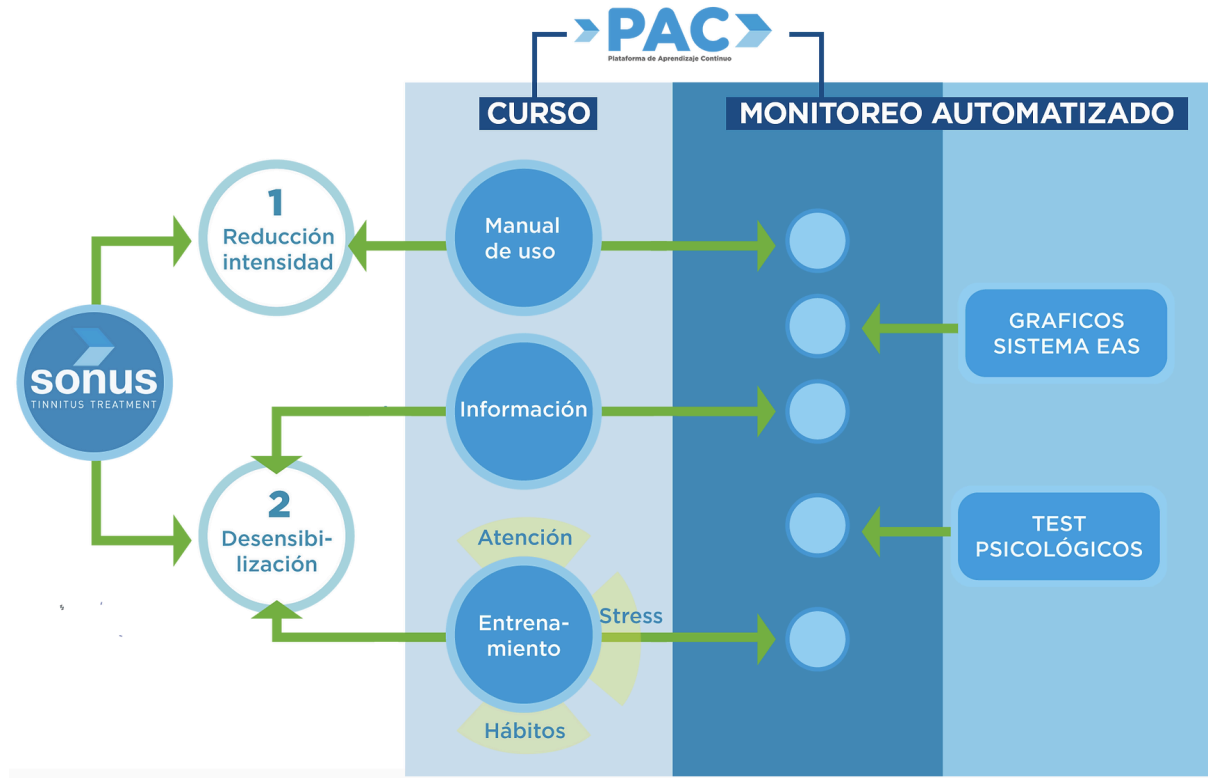 PAC
Plataforma de Aprendizaje Continuo
CURSO
MONITOREO AUTOMATIZADO
1
Reducción
intensidad
Manual
de uso
GRAFICOS
SISTEMA EAS
sonus
TINNITUS TREATMENT
Información
2
Desensibi-
lización
Atención
Entrena-
miento
Stress
Hábitos
TEST
PSICOLÓGICOS